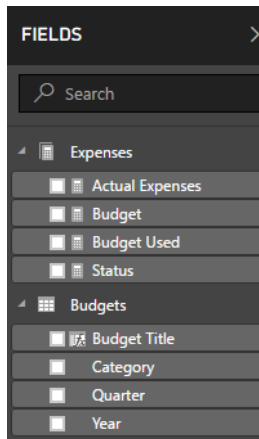 FIELDS
Search
Expenses
Actual Expenses
Budget
Budget Used
Status
Budgets
Budget Title
Category
Quarter
Year